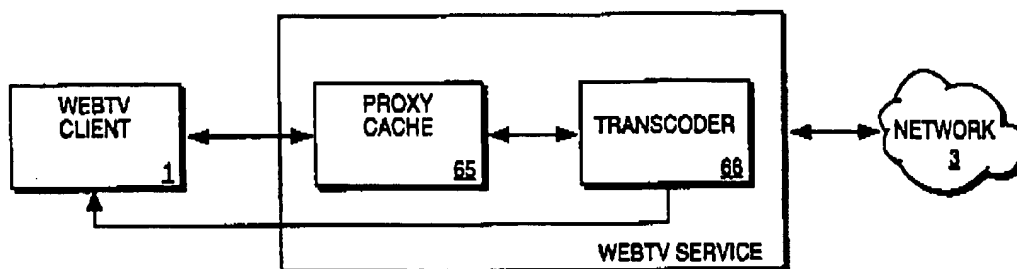 WEBTV
CLIENT
1
PROXY
CACHE
65
TRANSCODER
66
NETWORK
3
WEBTV SERVICE